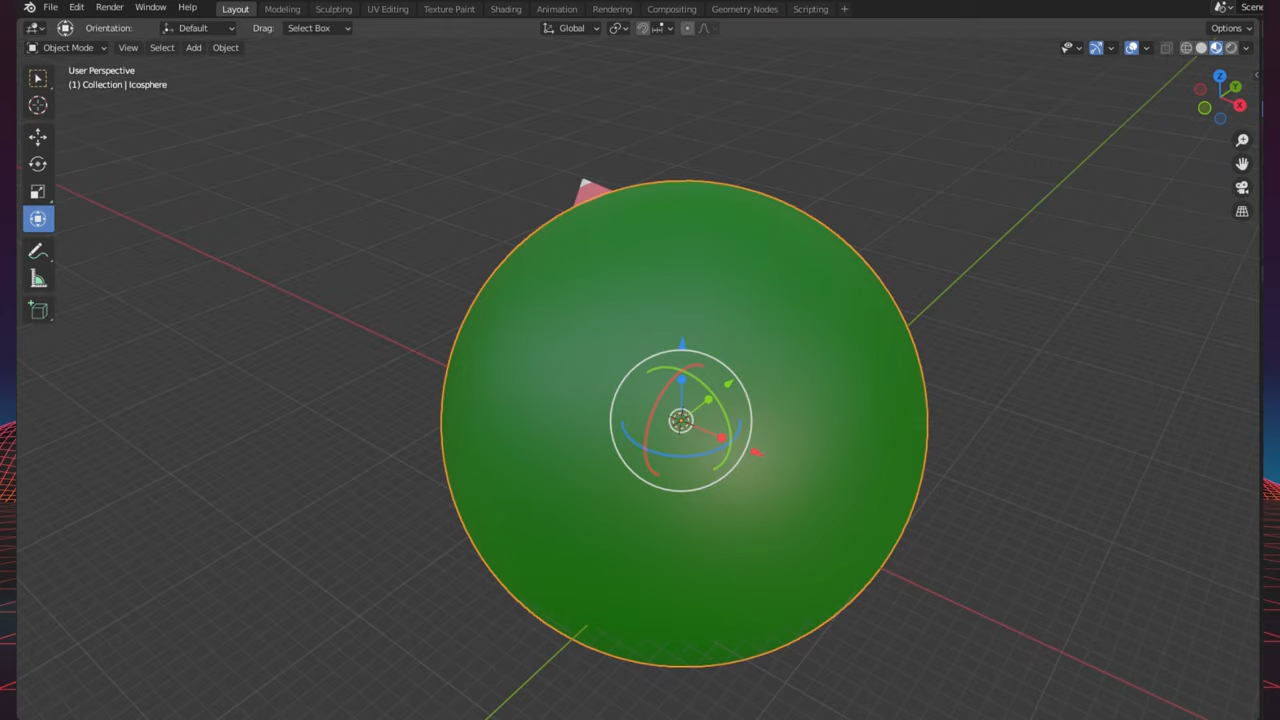 File Edit Render Window Help Layout Modeling Sculpting UV Editing Texture Paint Shading Animation Rendering Compositing Geometry Nodes Scripting + Scene
Orientation: Default Drag: Select Box Global Options
Object Mode View Select Add Object
User Perspective
(1) Collection | Icosphere
Z
Y
X